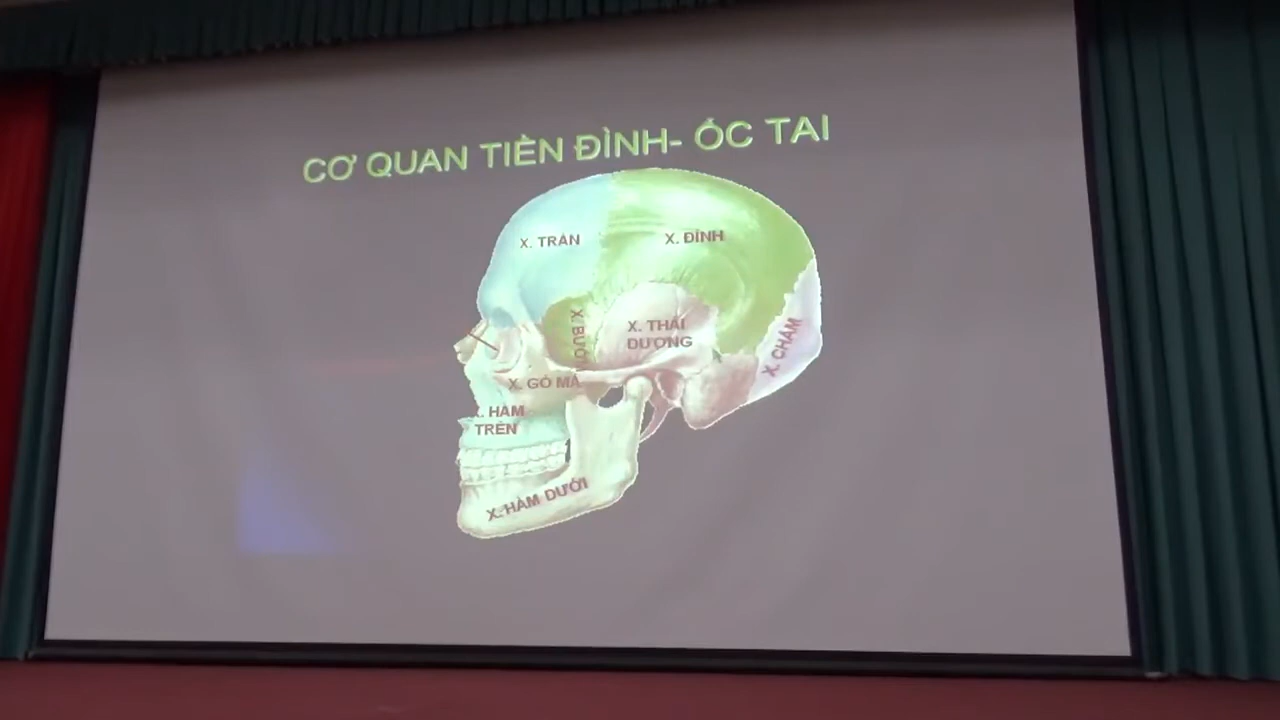 CƠ QUAN TIỀN ĐÌNH- ỐC TAI
X. TRÁN
X. ĐỈNH
X. THÁI
DƯƠNG
X. BƯỚM
X. CHẨM
X. GÒ MÁ
X. HÀM
TRÊN
X. HÀM DƯỚI